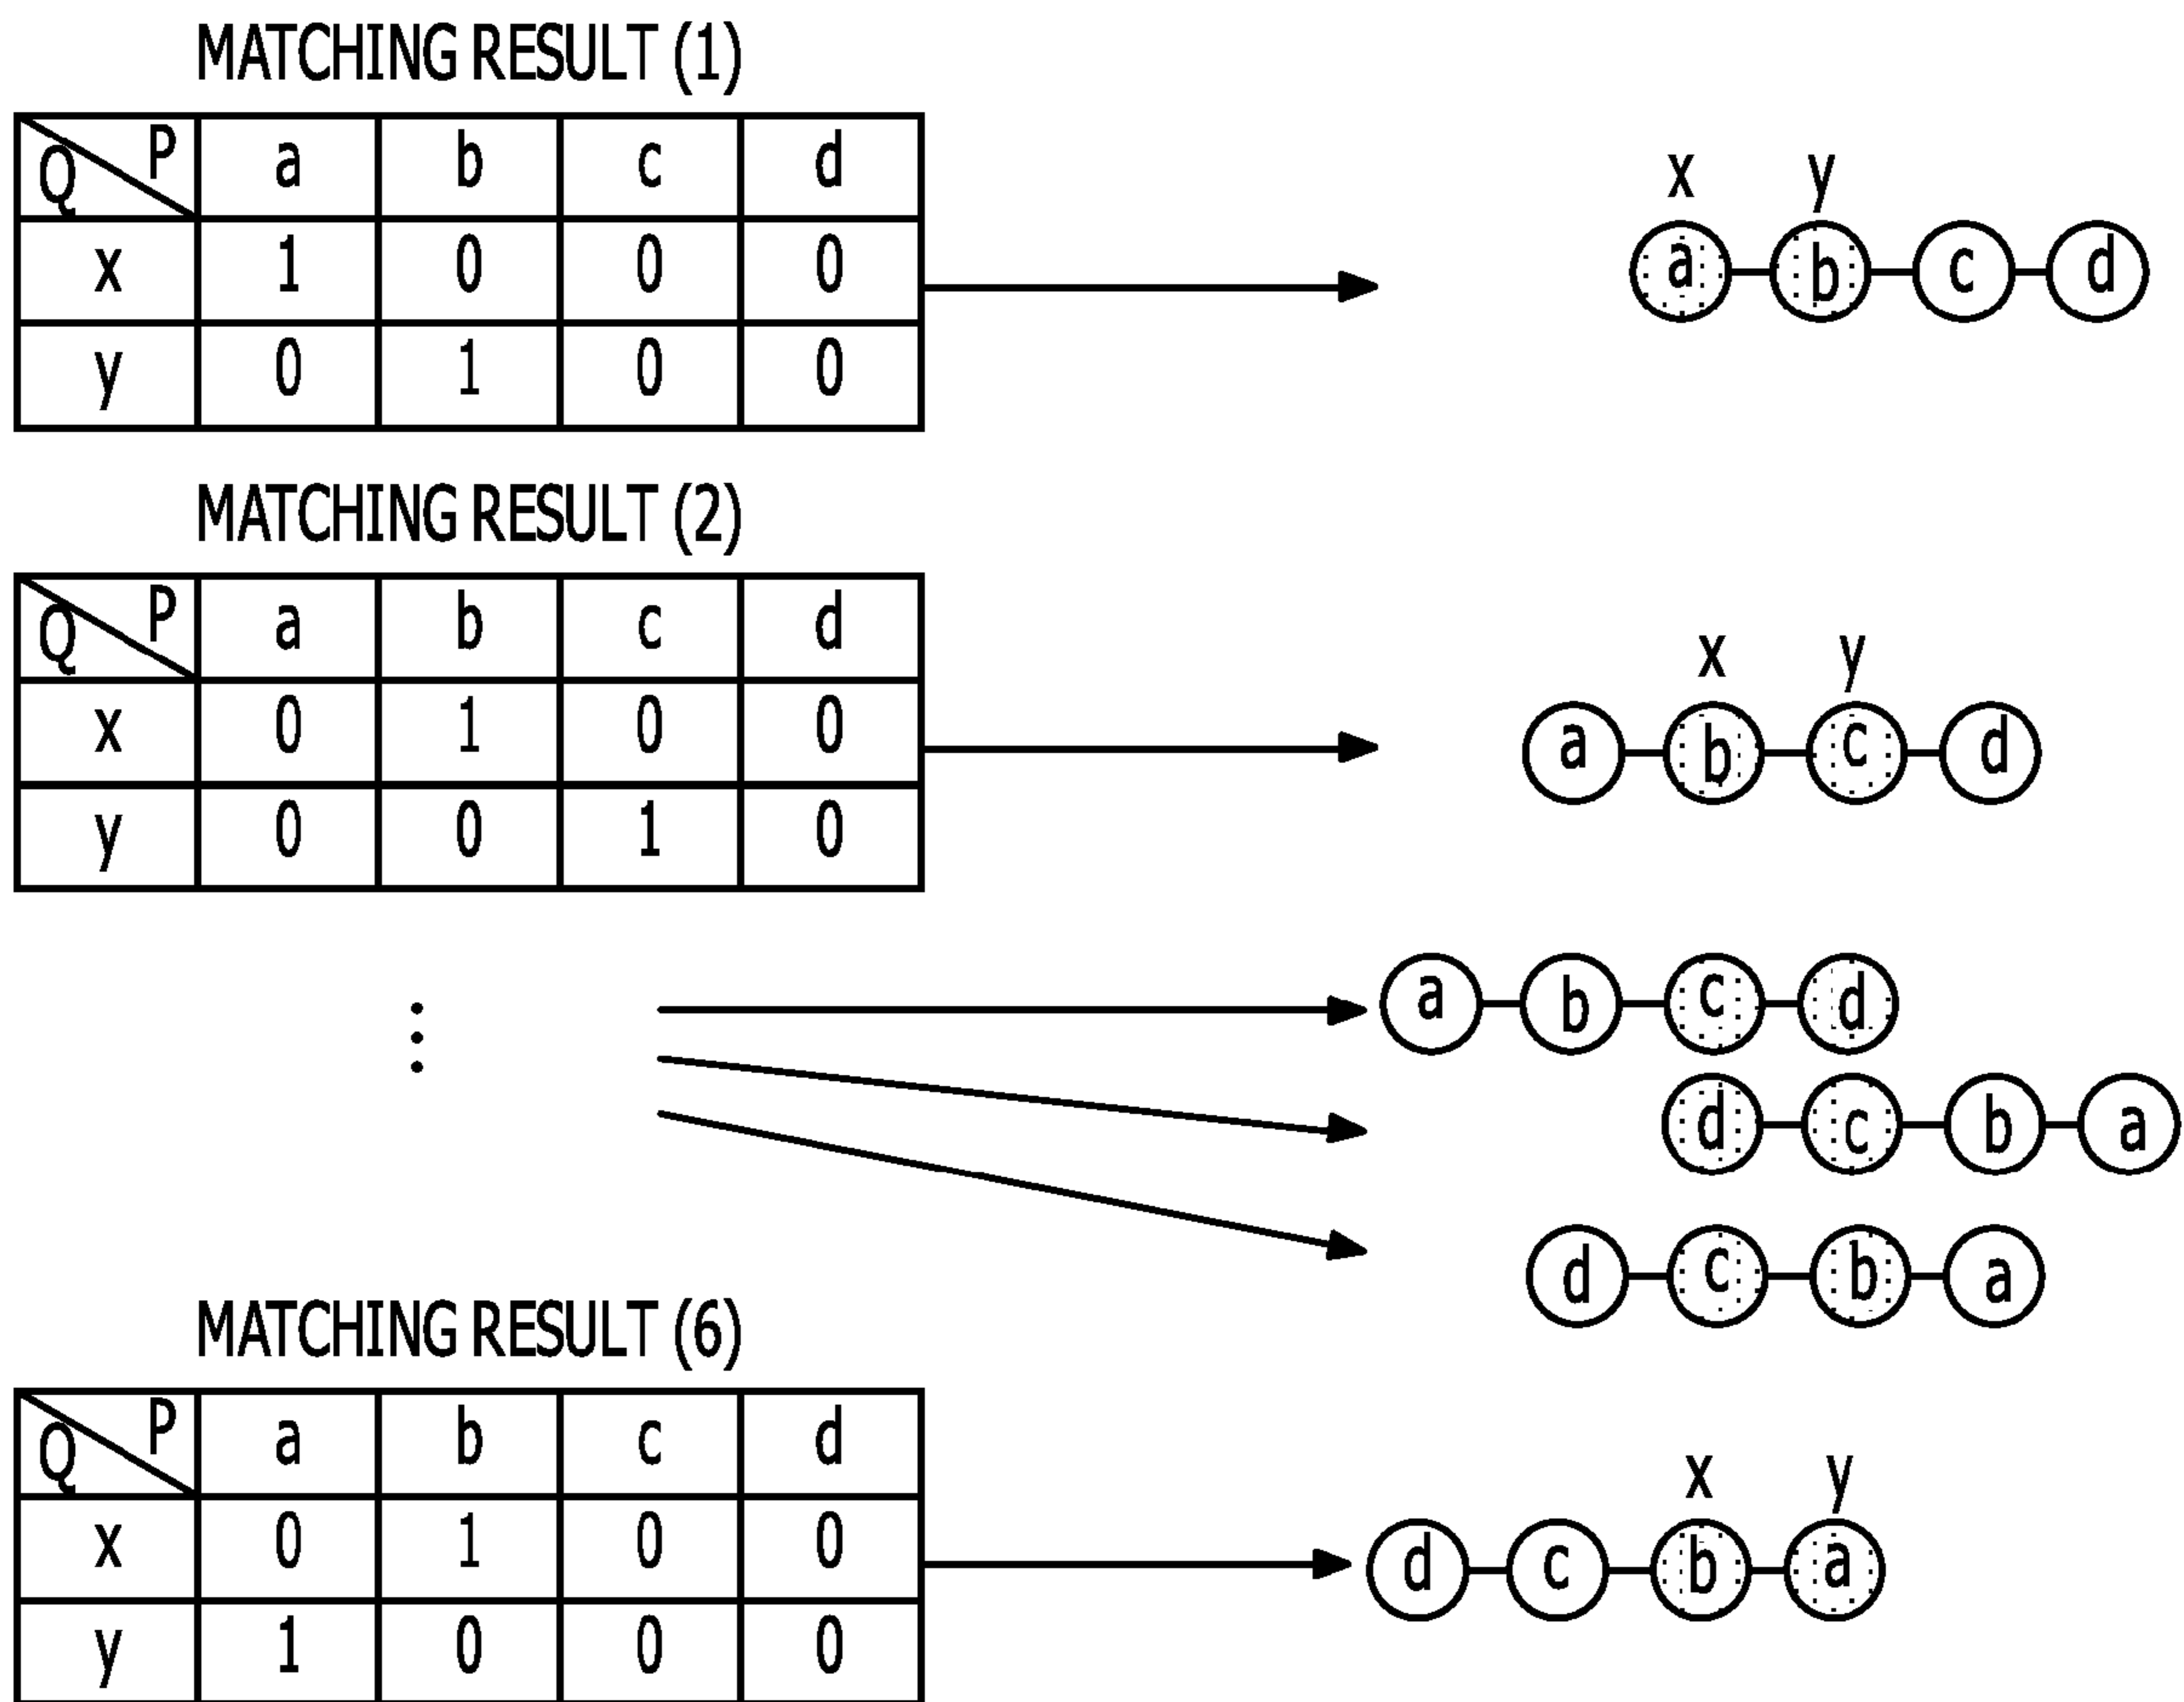 MATCHING RESULT (1)
Q P a b c d
x 1 0 0 0
y 0 1 0 0
x y
a b c d
MATCHING RESULT (2)
Q P a b c d
x 0 1 0 0
y 0 0 1 0
x y
a b c d
a b c d
d c b a
d c b a
MATCHING RESULT (6)
Q P a b c d
x 0 1 0 0
y 1 0 0 0
x y
d c b a